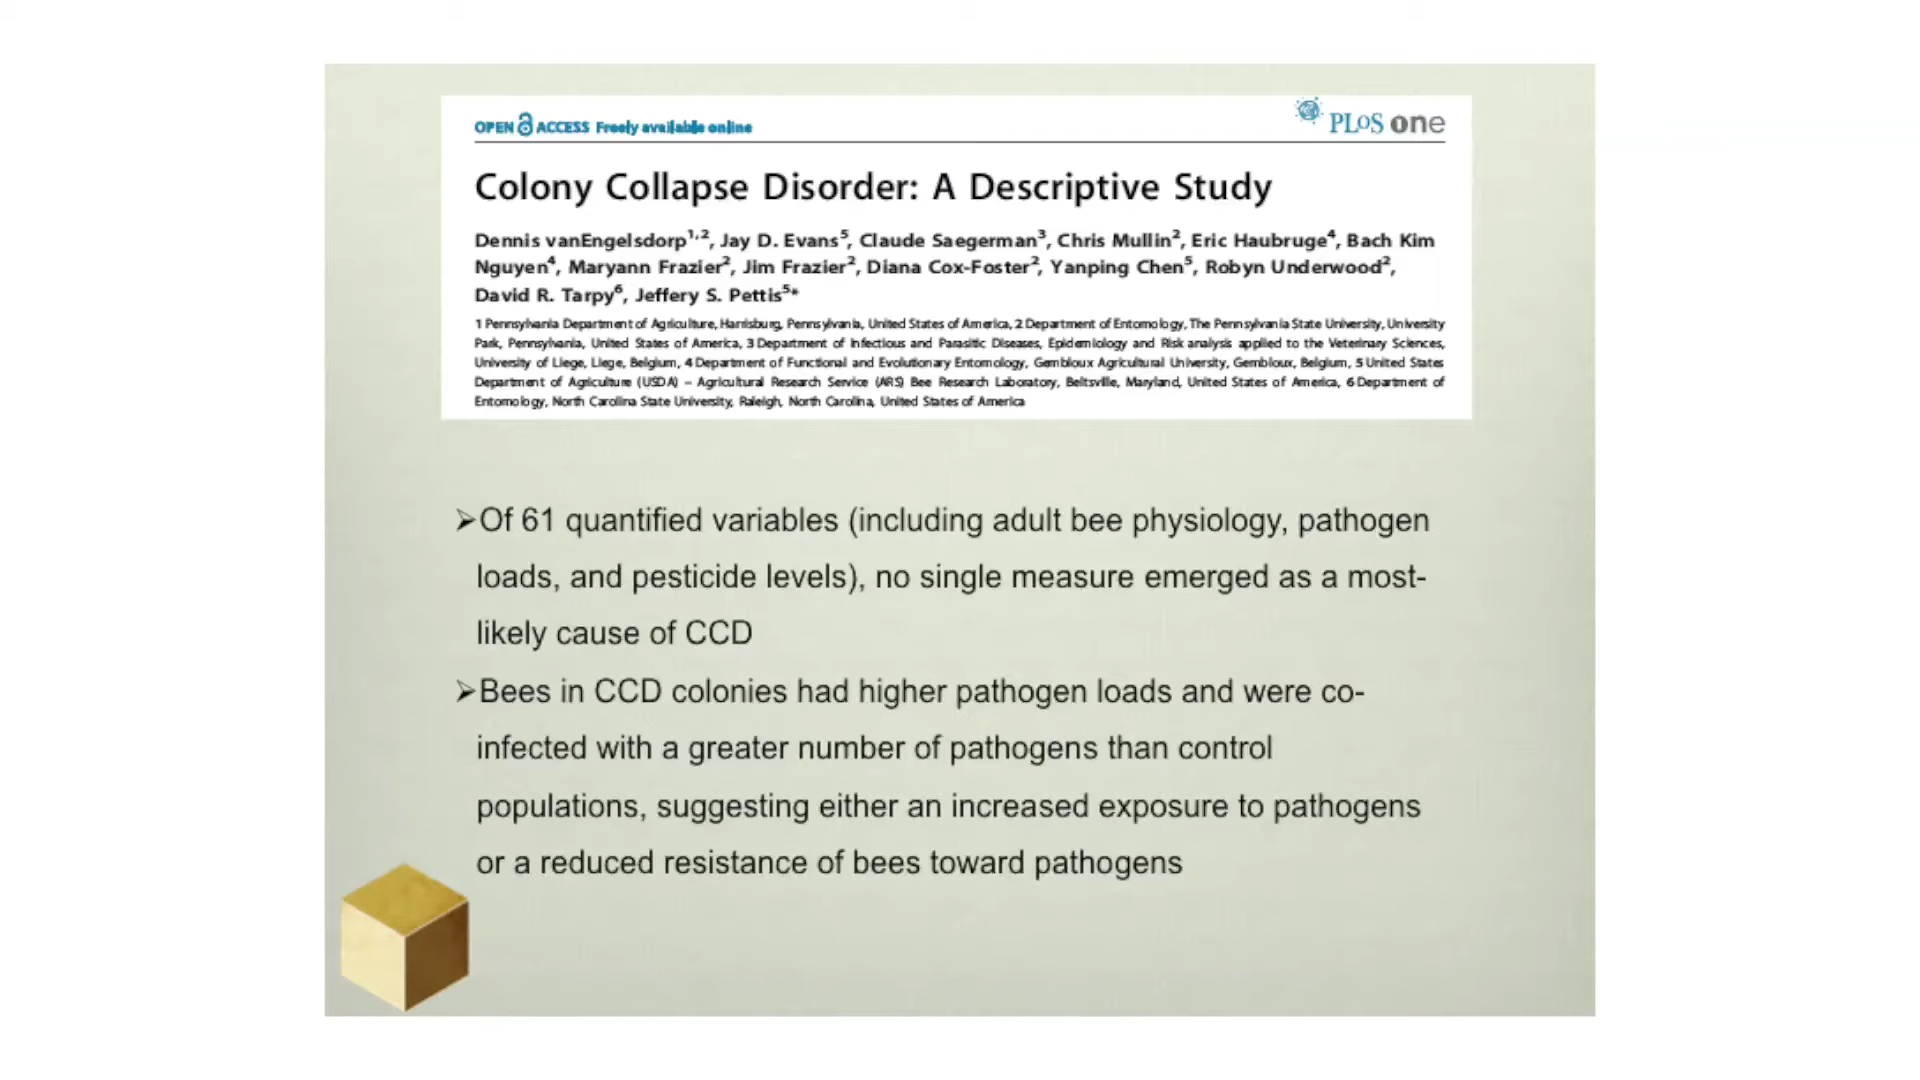 OPEN ACCESS Freely available online
PLoS one
Colony Collapse Disorder: A Descriptive Study
Dennis vanEngelsdorp1,2, Jay D. Evans5, Claude Saegerman3, Chris Mullin2, Eric Haubruge4, Bach Kim
Nguyen4, Maryann Frazier2, Jim Frazier2, Diana Cox-Foster2, Yanping Chen5, Robyn Underwood2,
David R. Tarpy6, Jeffery S. Pettis5*
1 Pennsylvania Department of Agriculture, Harrisburg, Pennsylvania, United States of America, 2 Department of Entomology, The Pennsylvania State University, University
Park, Pennsylvania, United States of America, 3 Department of Infectious and Parasitic Diseases, Epidemiology and Risk analysis applied to the Veterinary Sciences,
University of Liege, Liege, Belgium, 4 Department of Functional and Evolutionary Entomology, Gembloux Agricultural University, Gembloux, Belgium, 5 United States
Department of Agriculture (USDA) – Agricultural Research Service (ARS) Bee Research Laboratory, Beltsville, Maryland, United States of America, 6 Department of
Entomology, North Carolina State University, Raleigh, North Carolina, United States of America
➢Of 61 quantified variables (including adult bee physiology, pathogen
loads, and pesticide levels), no single measure emerged as a most-
likely cause of CCD
➢Bees in CCD colonies had higher pathogen loads and were co-
infected with a greater number of pathogens than control
populations, suggesting either an increased exposure to pathogens
or a reduced resistance of bees toward pathogens